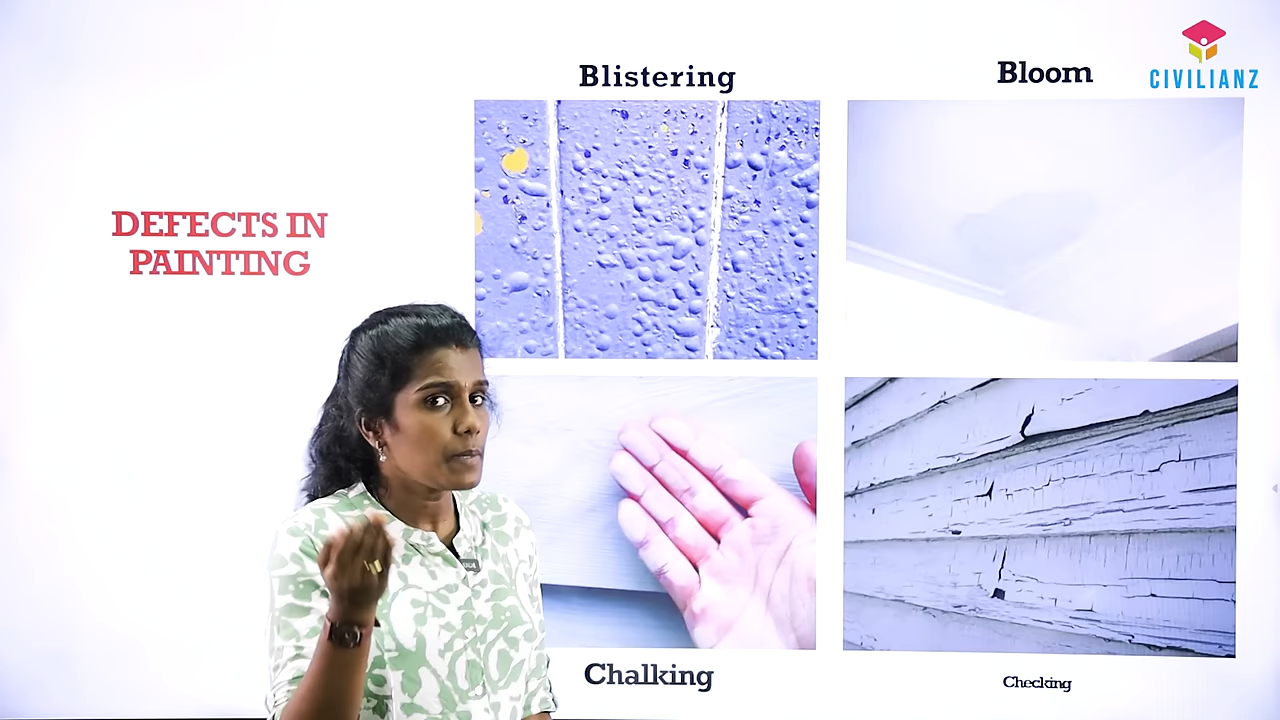 Blistering
Bloom
CIVILIANZ
DEFECTS IN
PAINTING
Chalking
Checking